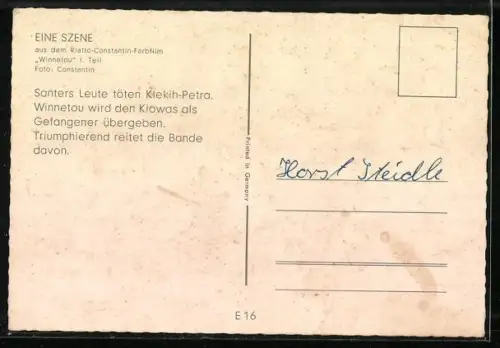 EINE SZENE
aus dem Rialto-Constantin-Farbfilm
„Winnetou" I. Teil
Foto: Constantin
Santers Leute töten Klekih-Petra.
Winnetou wird den Kiowas als
Gefangener übergeben.
Triumphierend reitet die Bande
davon.
Printed in Germany
Horst Steidle
E 16